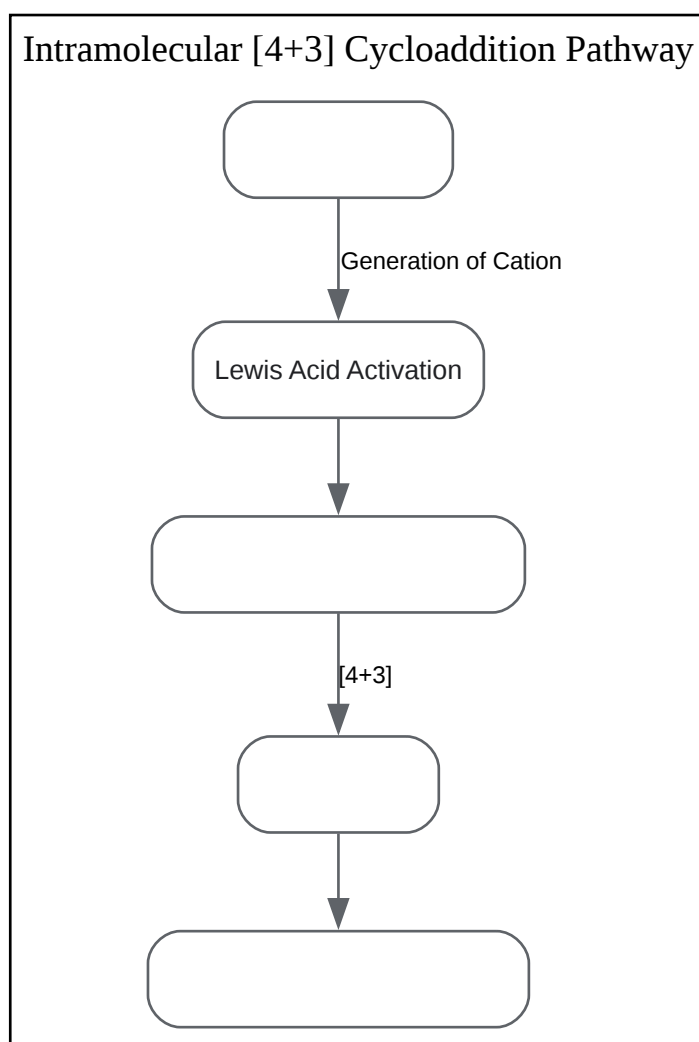 Intramolecular [4+3] Cycloaddition Pathway
Generation of Cation
Lewis Acid Activation
[4+3]